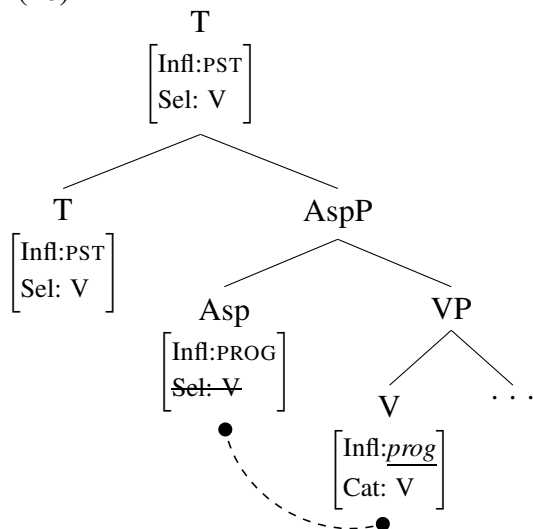 T
[Infl:PST
Sel: V]
T
AspP
[Infl:PST
Sel: V]
Asp
VP
[Infl:PROG
Sel: V]
V
. . .
[Infl:prog
Cat: V]